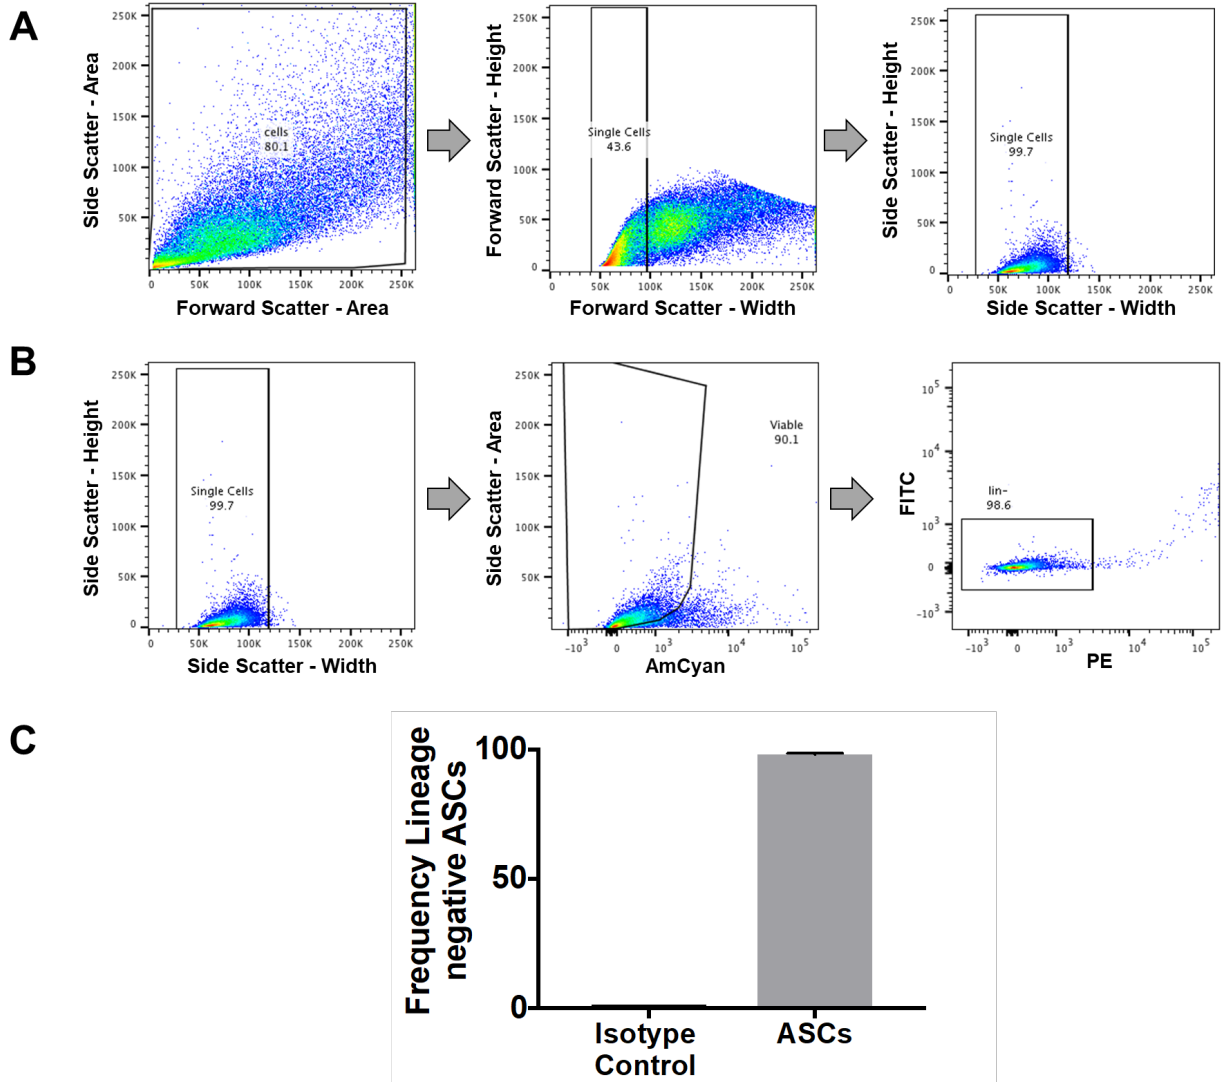 A
Side Scatter - Area
250K
200K
150K
100K
50K
0
cells
80.1
0
50K
100K
150K
200K
250K
Forward Scatter - Area
Forward Scatter - Height
250K
200K
150K
100K
50K
0
Single Cells
43.6
0
50K
100K
150K
200K
250K
Forward Scatter - Width
Side Scatter - Height
250K
200K
150K
100K
50K
0
Single Cells
99.7
0
50K
100K
150K
200K
250K
Side Scatter - Width
B
Side Scatter - Height
250K
200K
150K
100K
50K
0
Single Cells
99.7
0
50K
100K
150K
200K
250K
Side Scatter - Width
Side Scatter - Area
250K
200K
150K
100K
50K
Viable
90.1
-10³
0
10³
10⁴
10⁵
AmCyan
FITC
10⁵
10⁴
10³
0
-10³
lin-
98.6
-10³
0
10³
10⁴
10⁵
PE
C
Frequency Lineage
negative ASCs
100
50
0
Isotype
Control
ASCs